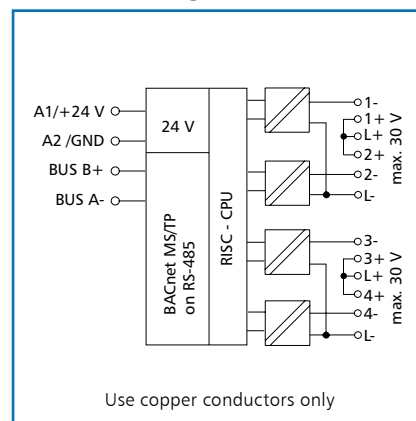 A1/+24 V
A2 /GND
BUS B+
BUS A-
24 V
BACnet MS/TP
on RS-485
RISC - CPU
1-
1+
L+
2+
max. 30 V
2-
L-
3-
3+
L+
4+
max. 30 V
4-
L-
Use copper conductors only